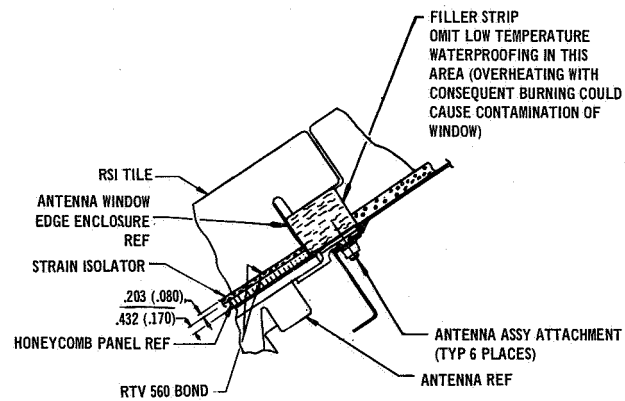 FILLER STRIP
OMIT LOW TEMPERATURE
WATERPROOFING IN THIS
AREA (OVERHEATING WITH
CONSEQUENT BURNING COULD
CAUSE CONTAMINATION OF
WINDOW)
RSI TILE
ANTENNA WINDOW
EDGE ENCLOSURE
REF
STRAIN ISOLATOR
.203 (.080)
.432 (.170)
HONEYCOMB PANEL REF
RTV 560 BOND
ANTENNA ASSY ATTACHMENT
(TYP 6 PLACES)
ANTENNA REF